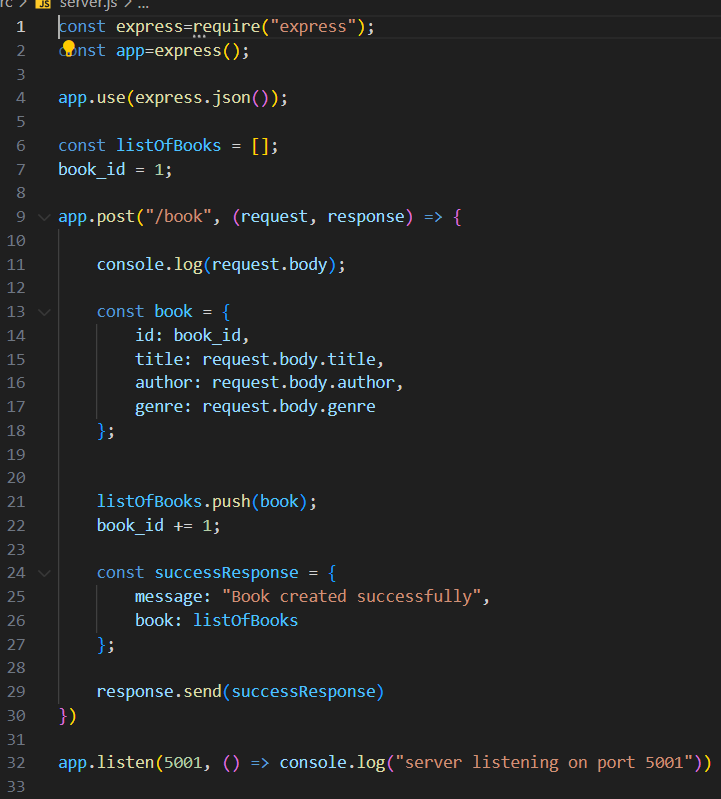 rc > JS server.js > ...
1 const express=require("express");
2 const app=express();
3
4 app.use(express.json());
5
6 const listOfBooks = [];
7 book_id = 1;
8
9 app.post("/book", (request, response) => {
10
11     console.log(request.body);
12
13     const book = {
14         id: book_id,
15         title: request.body.title,
16         author: request.body.author,
17         genre: request.body.genre
18     };
19
20
21     listOfBooks.push(book);
22     book_id += 1;
23
24     const successResponse = {
25         message: "Book created successfully",
26         book: listOfBooks
27     };
28
29     response.send(successResponse)
30 })
31
32 app.listen(5001, () => console.log("server listening on port 5001"))
33